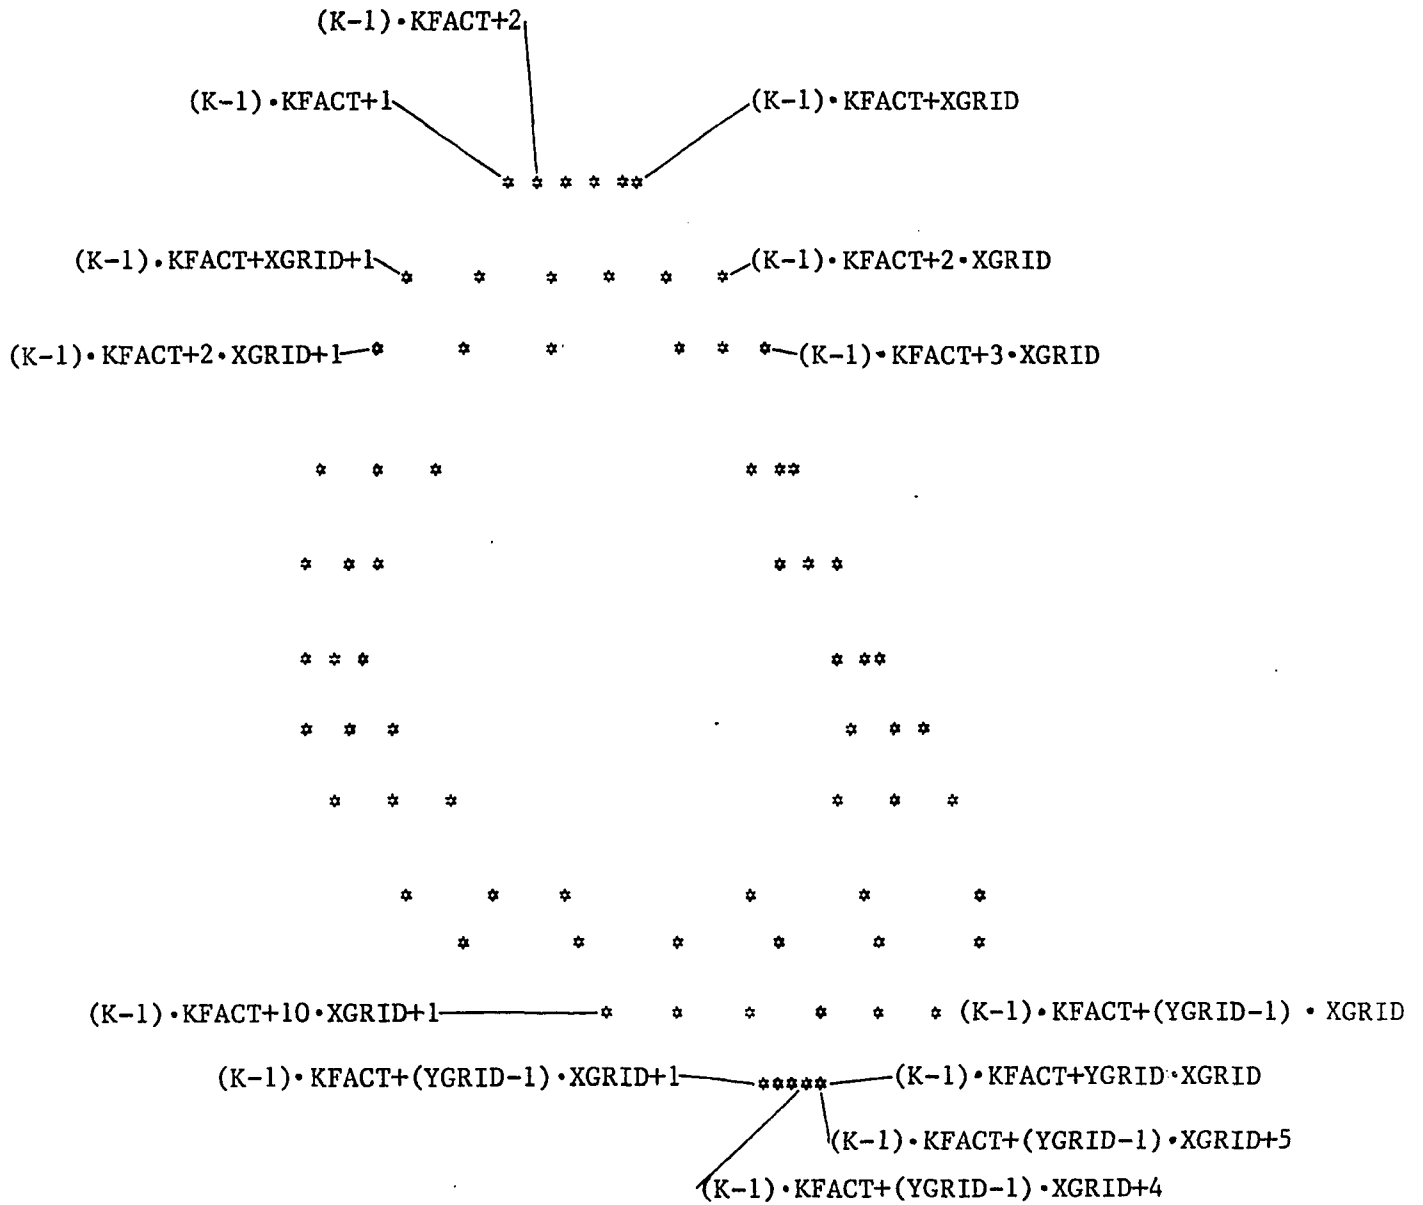 (K-1)•KFACT+2
(K-1)•KFACT+1
(K-1)•KFACT+XGRID
(K-1)•KFACT+XGRID+1
(K-1)•KFACT+2•XGRID
(K-1)•KFACT+2•XGRID+1
(K-1)•KFACT+3•XGRID
(K-1)•KFACT+10•XGRID+1
(K-1)•KFACT+(YGRID-1) • XGRID
(K-1)•KFACT+(YGRID-1)•XGRID+1
(K-1)•KFACT+YGRID•XGRID
(K-1)•KFACT+(YGRID-1)•XGRID+5
(K-1)•KFACT+(YGRID-1)•XGRID+4